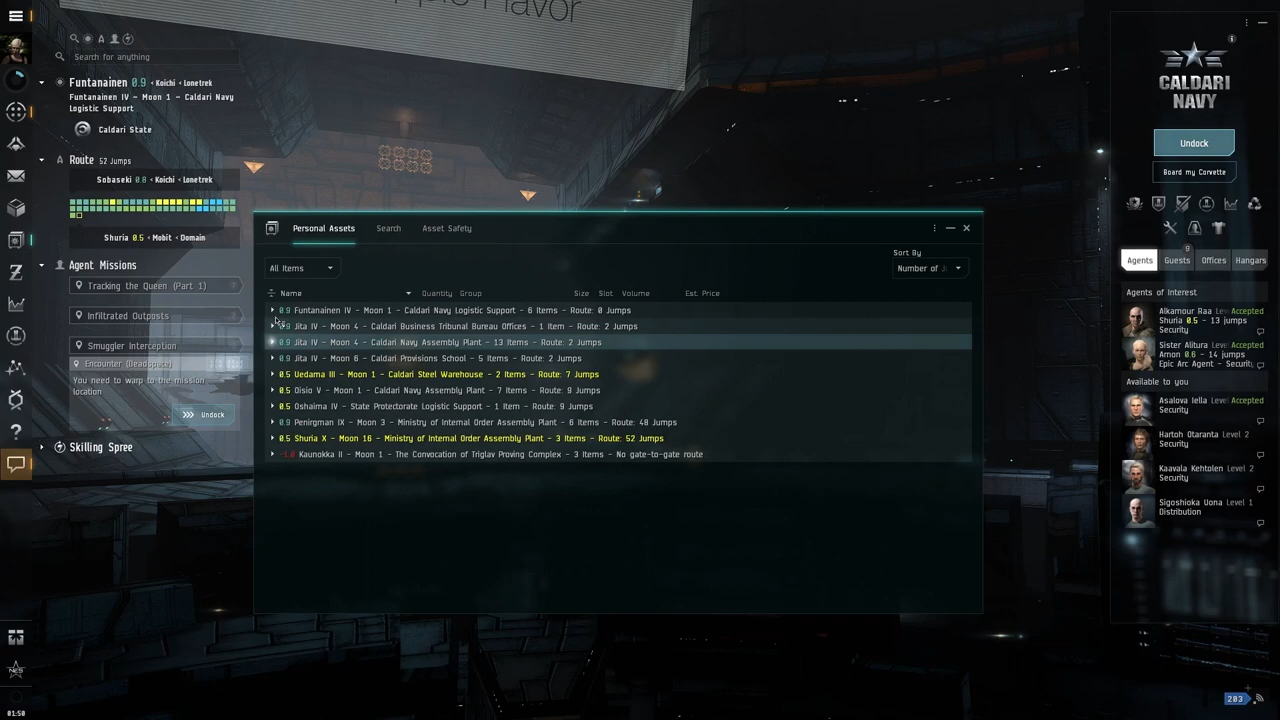 Search for anything
Funtanainen 0.9 < Koichi < Lonetrek
Funtanainen IV - Moon 1 - Caldari Navy
Logistic Support
Caldari State
Route 52 Jumps
Sobaseki 0.8 < Koichi < Lonetrek
Shuria 0.5 < Mobit < Domain
Agent Missions
Tracking the Queen (Part 1)
Infiltrated Outposts
Smuggler Interception
Encounter (Deadspace)
You need to warp to the mission
location
Undock
Skilling Spree
01:50
Flavor
Personal Assets
Search
Asset Safety
All Items
Sort By
Number of
Name Quantity Group Size Slot Volume Est. Price
0.9 Funtanainen IV - Moon 1 - Caldari Navy Logistic Support - 6 Items - Route: 0 Jumps
Jita IV - Moon 4 - Caldari Business Tribunal Bureau Offices - 1 Item - Route: 2 Jumps
0.9 Jita IV - Moon 4 - Caldari Navy Assembly Plant - 13 Items - Route: 2 Jumps
0.9 Jita IV - Moon 6 - Caldari Provisions School - 5 Items - Route: 2 Jumps
0.5 Uedama III - Moon 1 - Caldari Steel Warehouse - 2 Items - Route: 7 Jumps
0.5 Oisio V - Moon 1 - Caldari Navy Assembly Plant - 7 Items - Route: 9 Jumps
0.5 Oshaima IV - State Protectorate Logistic Support - 1 Item - Route: 9 Jumps
0.9 Penirgman IX - Moon 3 - Ministry of Internal Order Assembly Plant - 6 Items - Route: 48 Jumps
0.5 Shuria X - Moon 16 - Ministry of Internal Order Assembly Plant - 3 Items - Route: 52 Jumps
-1.0 Kaunokka II - Moon 1 - The Convocation of Triglav Proving Complex - 3 Items - No gate-to-gate route
CALDARI
NAVY
Undock
Board my Corvette
9
Agents
Guests
Offices
Hangars
Agents of Interest
Alkamour Raa Accepted
Shuria 0.5 - 13 jumps
Security
Sister Alitura Accepted
Arnon 0.6 - 14 jumps
Epic Arc Agent - Securit
Available to you
Asalova Iella Accepted
Security
Hartoh Otaranta Level 2
Security
Kaavala Kehtolen Level 2
Security
Sigoshioka Uona Level 1
Distribution
203